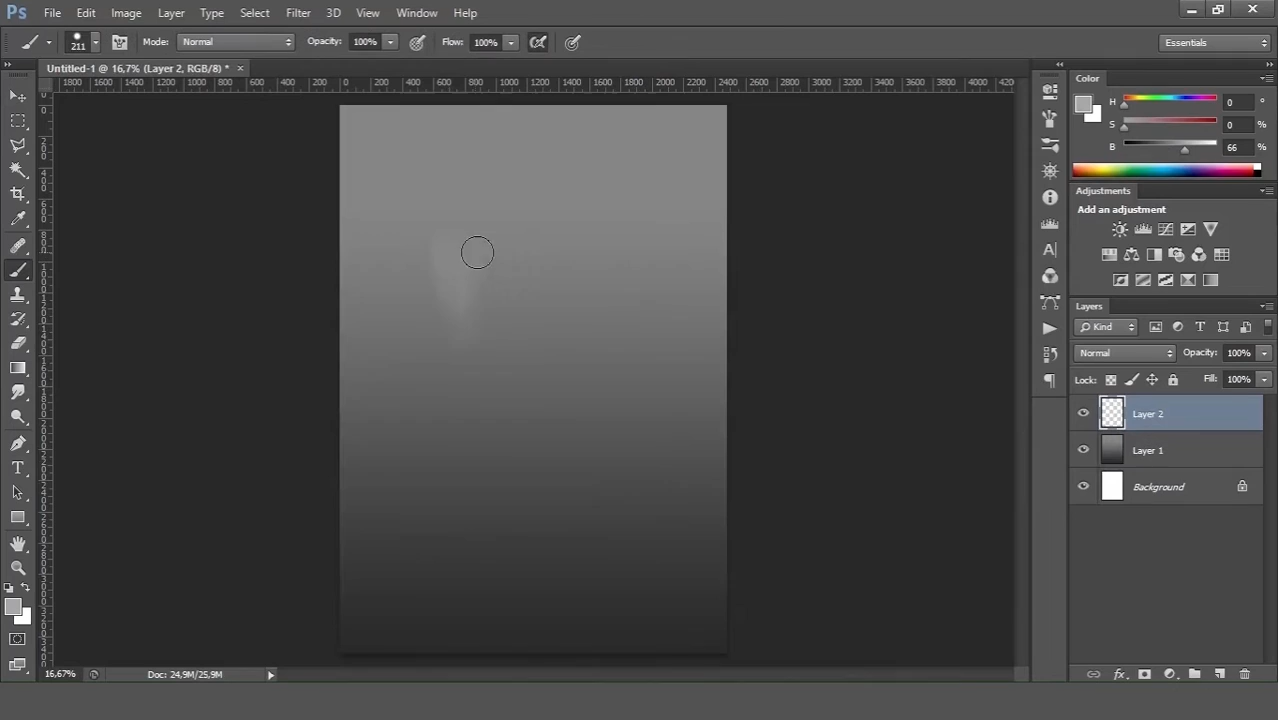 Ps File Edit Image Layer Type Select Filter 3D View Window Help
211 Mode: Normal Opacity: 100% Flow: 100% Essentials
Untitled-1 @ 16,7% (Layer 2, RGB/8) * ×
1800 1600 1400 1200 1000 800 600 400 200 0 200 400 600 800 1000 1200 1400 1600 1800 2000 2200 2400 2600 2800 3000 3200 3400 3600 3800 4000 420
Color
H 0 °
S 0 %
B 66 %
Adjustments
Add an adjustment
Layers
Kind
Normal Opacity: 100%
Lock: Fill: 100%
Layer 2
Layer 1
Background
16,67% Doc: 24,9M/25,9M